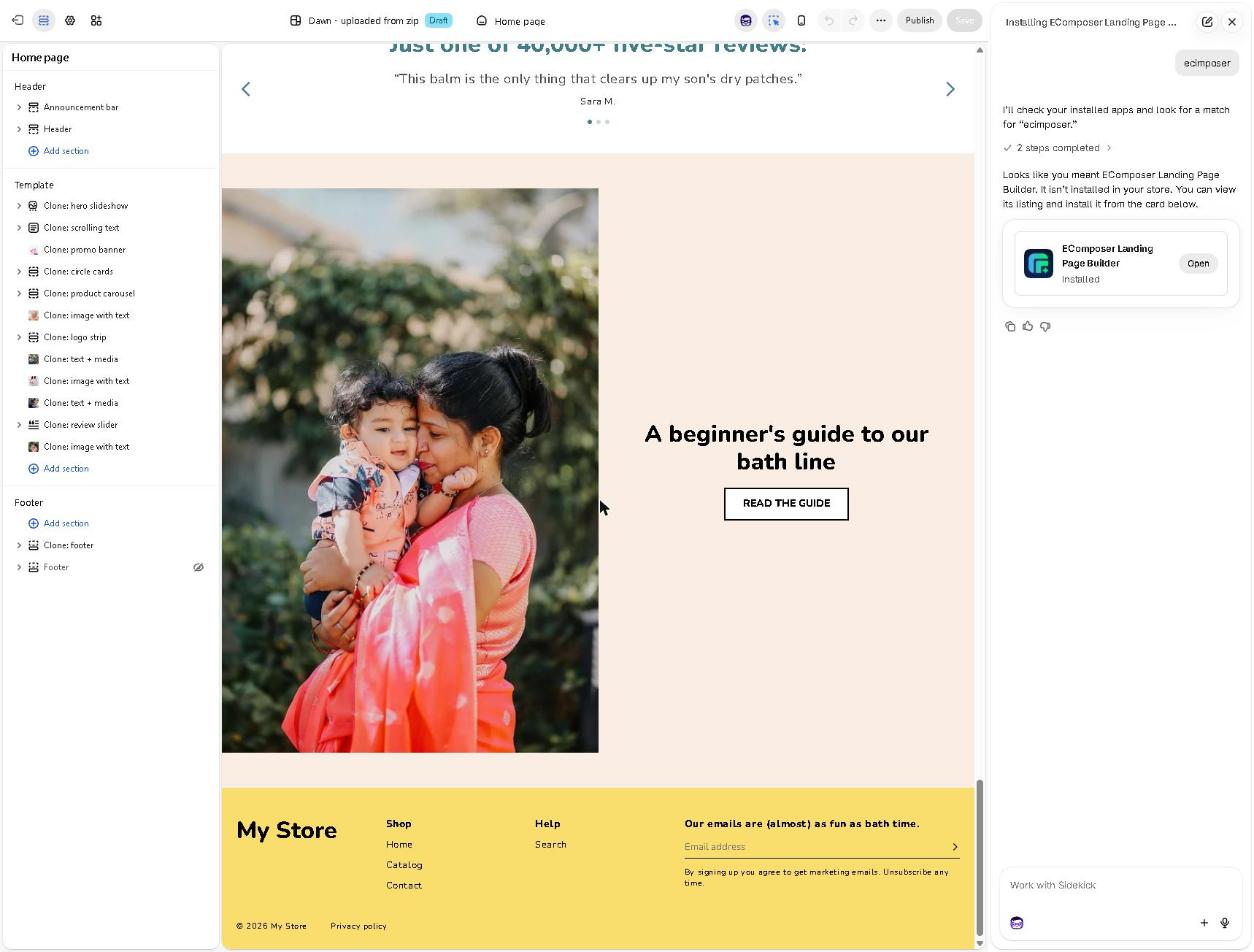 Dawn - uploaded from zip
Draft
Home page
Publish
Save
Home page
Header
Announcement bar
Header
Add section
Template
Clone: hero slideshow
Clone: scrolling text
Clone: promo banner
Clone: circle cards
Clone: product carousel
Clone: image with text
Clone: logo strip
Clone: text + media
Clone: image with text
Clone: text + media
Clone: review slider
Clone: image with text
Add section
Footer
Add section
Clone: footer
Footer
Just one of 40,000+ five-star reviews.
“This balm is the only thing that clears up my son's dry patches.”
Sara M.
A beginner's guide to our
bath line
READ THE GUIDE
My Store
Shop
Home
Catalog
Contact
Help
Search
Our emails are (almost) as fun as bath time.
Email address
By signing up you agree to get marketing emails. Unsubscribe any
time.
© 2026 My Store
Privacy policy
Installing EComposer Landing Page ...
ecimposer
I'll check your installed apps and look for a match
for “ecimposer.”
2 steps completed
Looks like you meant EComposer Landing Page
Builder. It isn't installed in your store. You can view
its listing and install it from the card below.
EComposer Landing
Page Builder
Installed
Open
Work with Sidekick